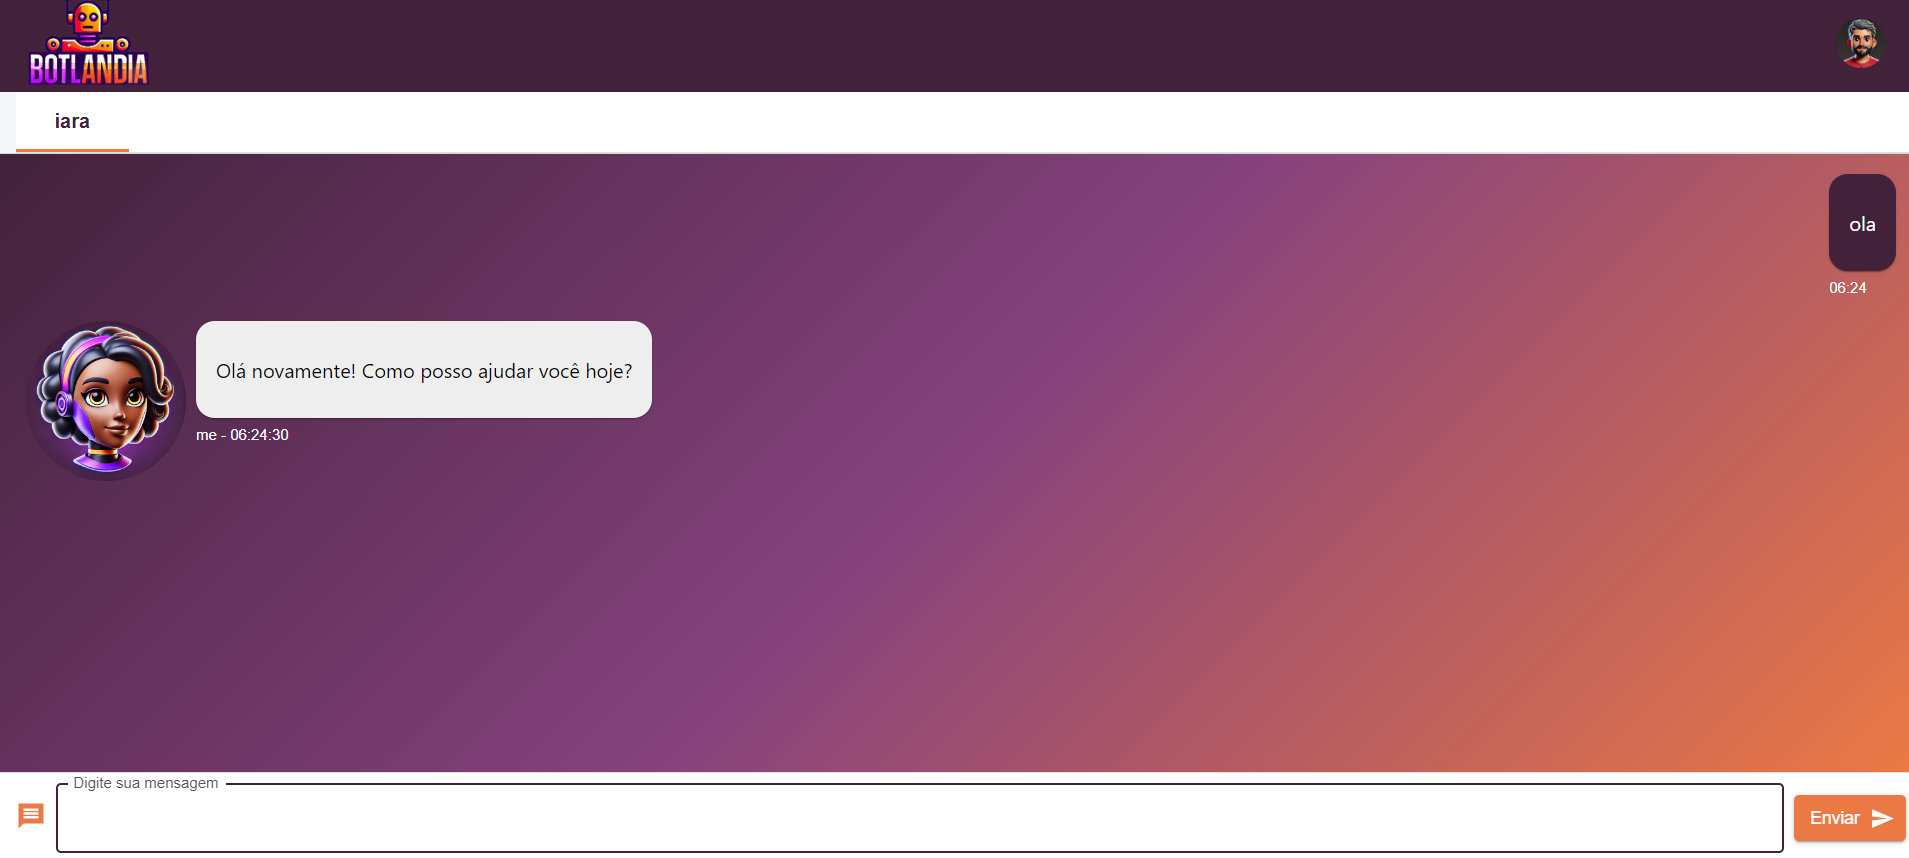 BOTLANDIA
iara
ola
06:24
Olá novamente! Como posso ajudar você hoje?
me - 06:24:30
Digite sua mensagem
Enviar